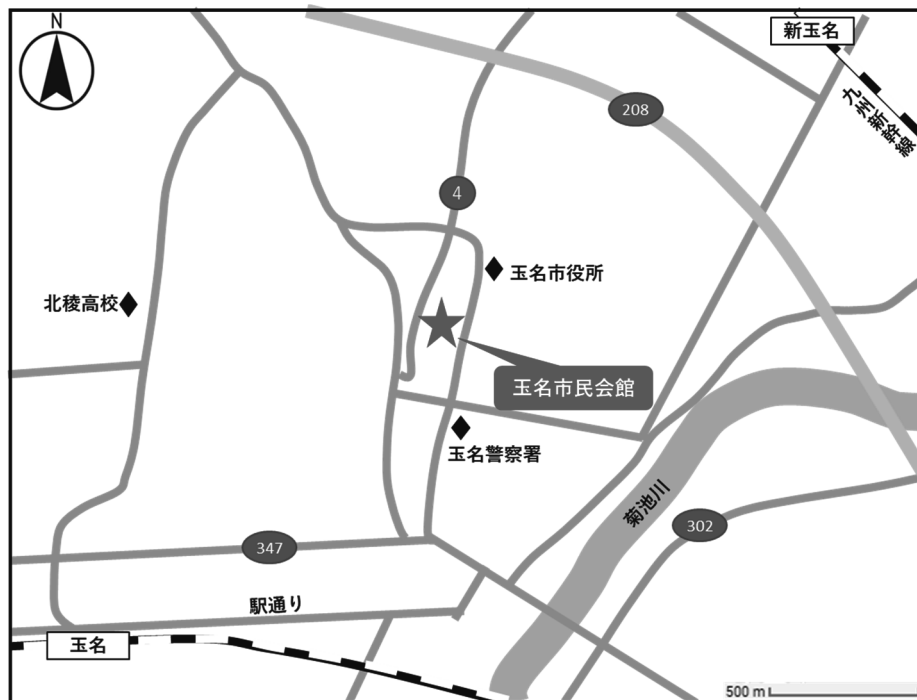 N
新玉名
九州新幹線
208
4
玉名市役所
北稜高校
玉名市民会館
玉名警察署
菊池川
302
347
駅通り
玉名
500 m